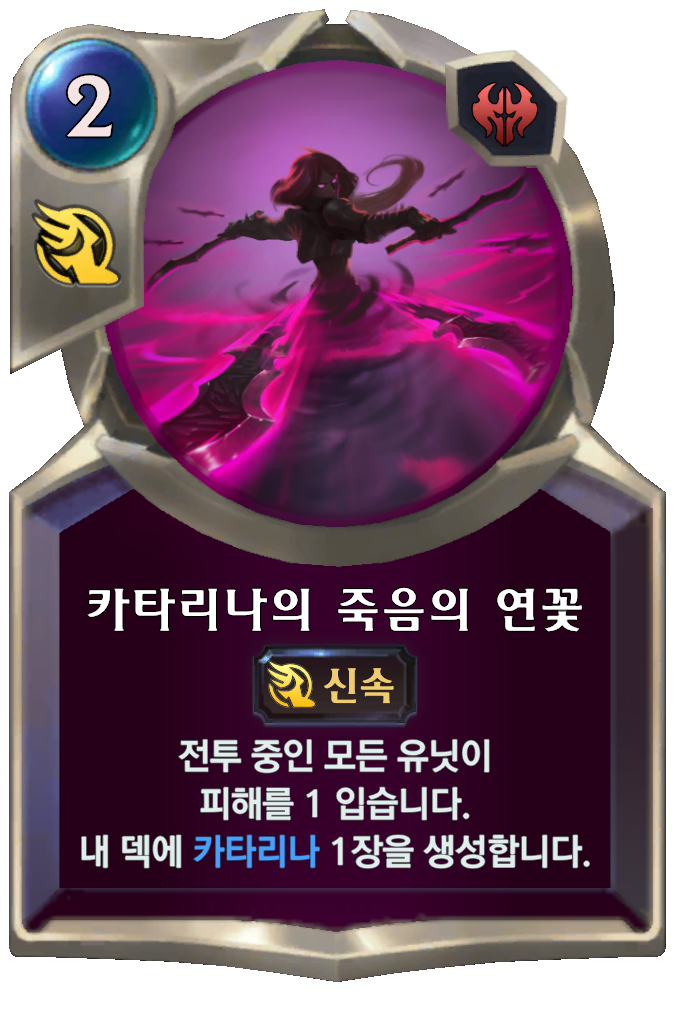 2
카타리나의 죽음의 연꽃
신속
전투 중인 모든 유닛이
피해를 1 입습니다.
내 덱에 카타리나 1장을 생성합니다.